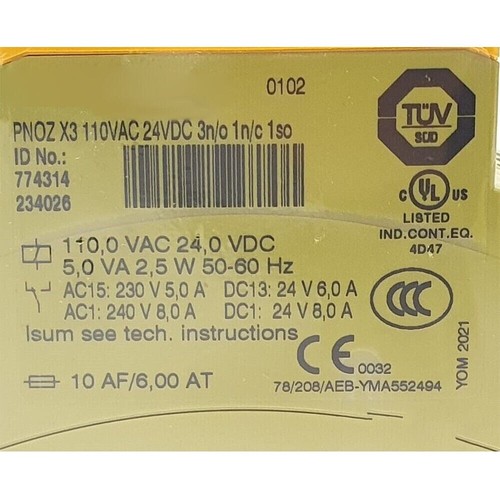 0102
TÜV
SÜD
PNOZ X3 110VAC 24VDC 3n/o 1n/c 1so
ID No.:
774314
234026
C UL US
LISTED
IND.CONT.EQ.
4D47
110,0 VAC 24,0 VDC
5,0 VA 2,5 W 50-60 Hz
AC15: 230 V 5,0 A DC13: 24 V 6,0 A
AC1: 240 V 8,0 A DC1: 24 V 8,0 A
Isum see tech. instructions
CCC
YOM 2021
CE 0032
10 AF/6,00 AT
78/208/AEB-YMA552494